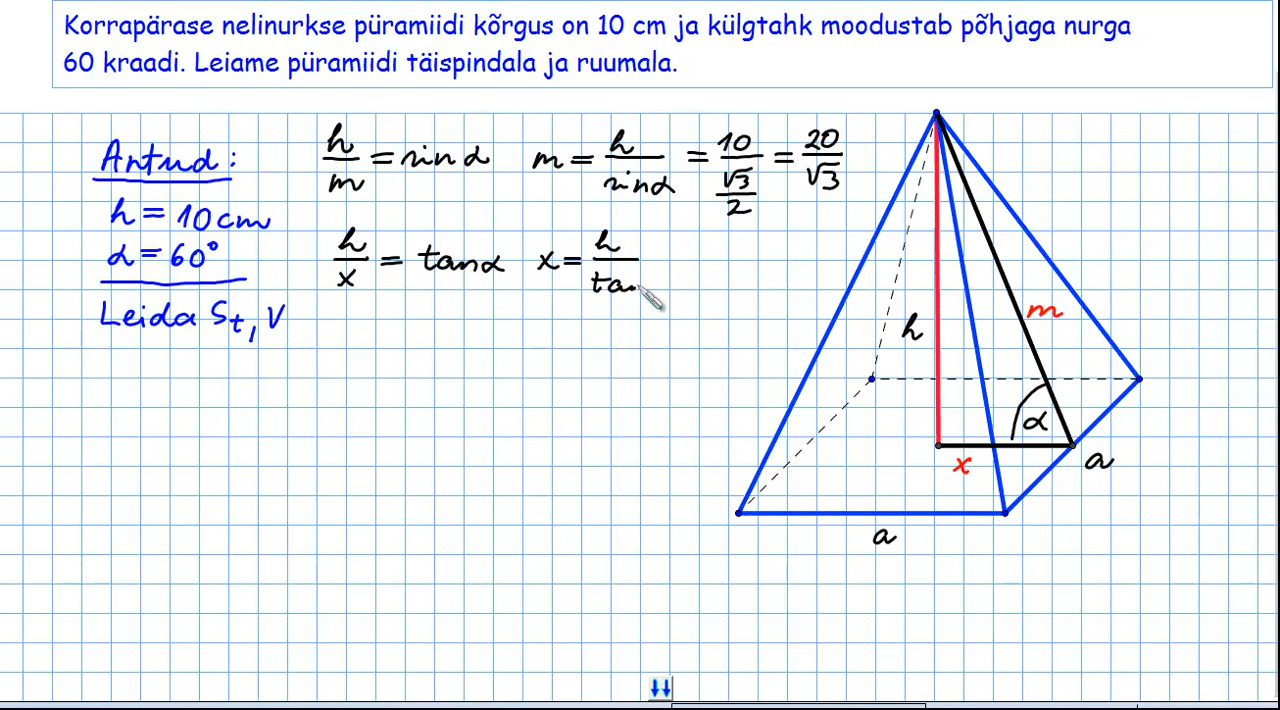 Korrapärase nelinurkse püramiidi kõrgus on 10 cm ja külgtahk moodustab põhjaga nurga
60 kraadi. Leiame püramiidi täispindala ja ruumala.
Antud:
h = 10 cm
α = 60°
Leida St, V
h/m = sin α m = h/sin α = 10/(√3/2) = 20/√3
h/x = tan α x = h/tan
h
m
α
x
a
a